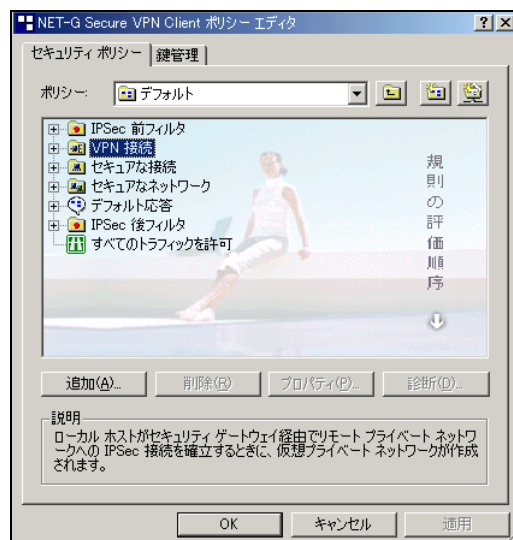 NET-G Secure VPN Client ポリシー エディタ
セキュリティ ポリシー
鍵管理
ポリシー:
デフォルト
IPSec 前フィルタ
VPN 接続
セキュアな接続
セキュアなネットワーク
デフォルト応答
IPSec 後フィルタ
すべてのトラフィックを許可
規則の評価順序
追加(A)...
削除(R)
プロパティ(P)...
診断(D)...
説明
ローカル ホストがセキュリティ ゲートウェイ経由でリモート プライベート ネットワ
ークへの IPSec 接続を確立するときに、仮想プライベート ネットワークが作成
されます。
OK
キャンセル
適用